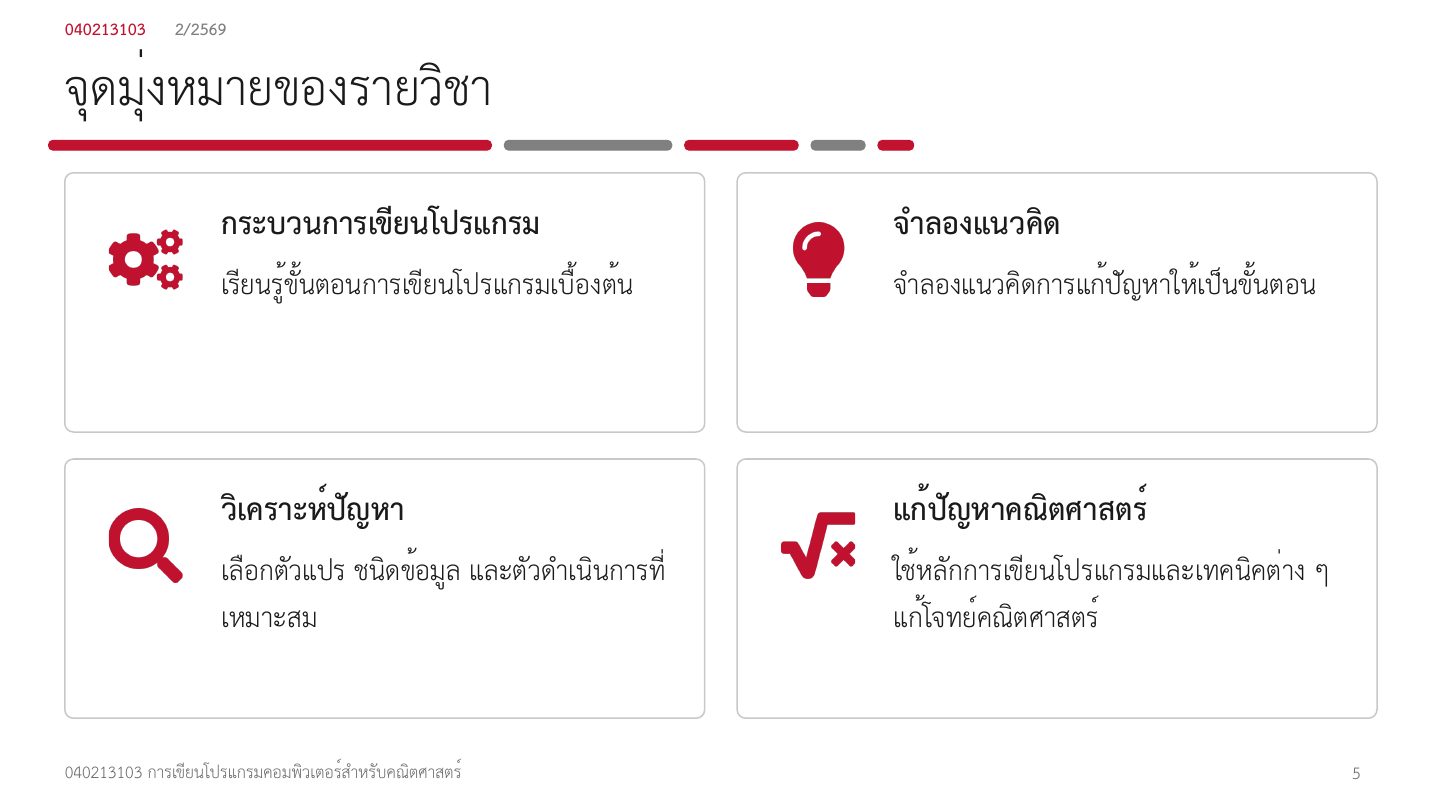 040213103 2/2569
จุดมุ่งหมายของรายวิชา
กระบวนการเขียนโปรแกรม
เรียนรู้ขั้นตอนการเขียนโปรแกรมเบื้องต้น
จำลองแนวคิด
จำลองแนวคิดการแก้ปัญหาให้เป็นขั้นตอน
วิเคราะห์ปัญหา
เลือกตัวแปร ชนิดข้อมูล และตัวดำเนินการที่
เหมาะสม
แก้ปัญหาคณิตศาสตร์
ใช้หลักการเขียนโปรแกรมและเทคนิคต่าง ๆ
แก้โจทย์คณิตศาสตร์
040213103 การเขียนโปรแกรมคอมพิวเตอร์สำหรับคณิตศาสตร์
5